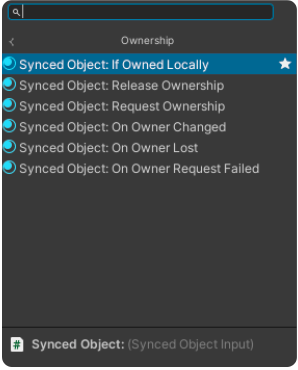 Ownership
Synced Object: If Owned Locally
Synced Object: Release Ownership
Synced Object: Request Ownership
Synced Object: On Owner Changed
Synced Object: On Owner Lost
Synced Object: On Owner Request Failed
# Synced Object: (Synced Object Input)